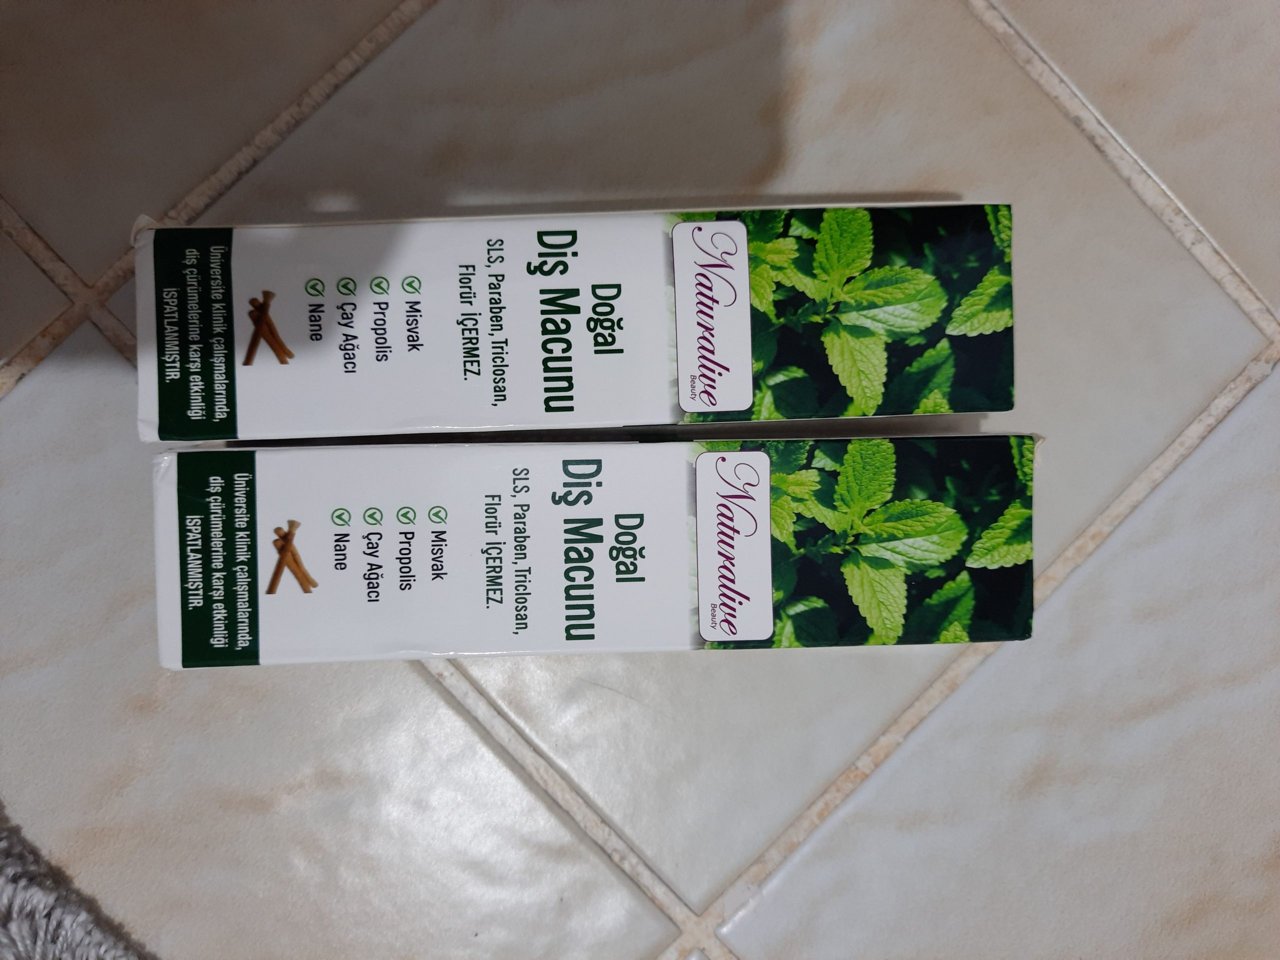 Naturalive
Beauty
Doğal
Diş Macunu
SLS, Paraben, Triclosan,
Florür İÇERMEZ.
Misvak
Propolis
Çay Ağacı
Nane
Üniversite klinik çalışmalarında,
diş çürümelerine karşı etkinliği
İSPATLANMIŞTIR.
Naturalive
Beauty
Doğal
Diş Macunu
SLS, Paraben, Triclosan,
Florür İÇERMEZ.
Misvak
Propolis
Çay Ağacı
Nane
Üniversite klinik çalışmalarında,
diş çürümelerine karşı etkinliği
İSPATLANMIŞTIR.